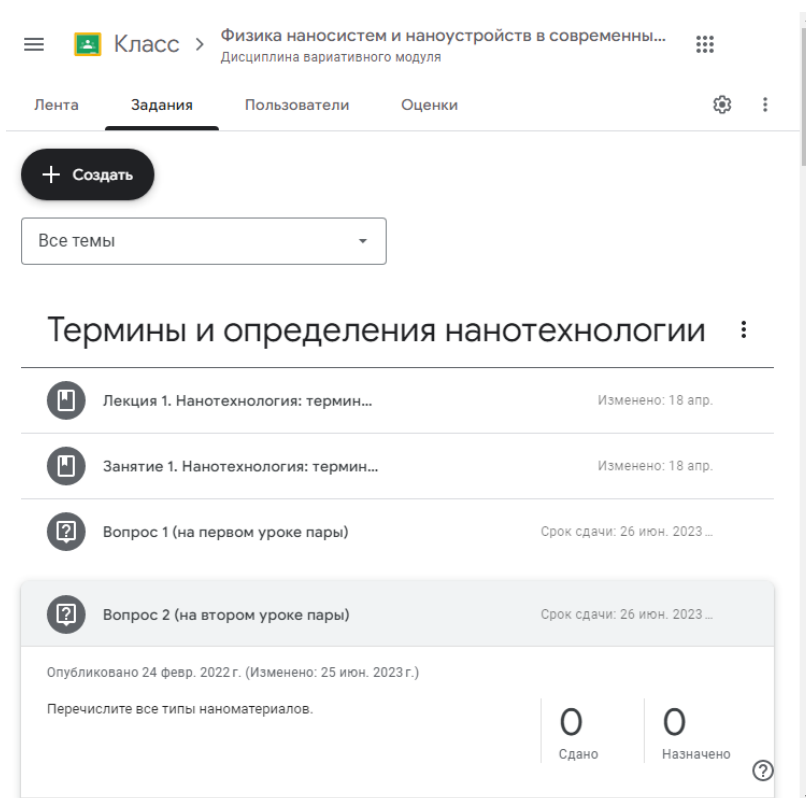 Класс > Физика наносистем и наноустройств в современны...
Дисциплина вариативного модуля
Лента Задания Пользователи Оценки
+ Создать
Все темы
Термины и определения нанотехнологии
Лекция 1. Нанотехнология: термин... Изменено: 18 апр.
Занятие 1. Нанотехнология: термин... Изменено: 18 апр.
Вопрос 1 (на первом уроке пары) Срок сдачи: 26 июн. 2023 ...
Вопрос 2 (на втором уроке пары) Срок сдачи: 26 июн. 2023 ...
Опубликовано 24 февр. 2022 г. (Изменено: 25 июн. 2023 г.)
Перечислите все типы наноматериалов.
0 0
Сдано Назначено